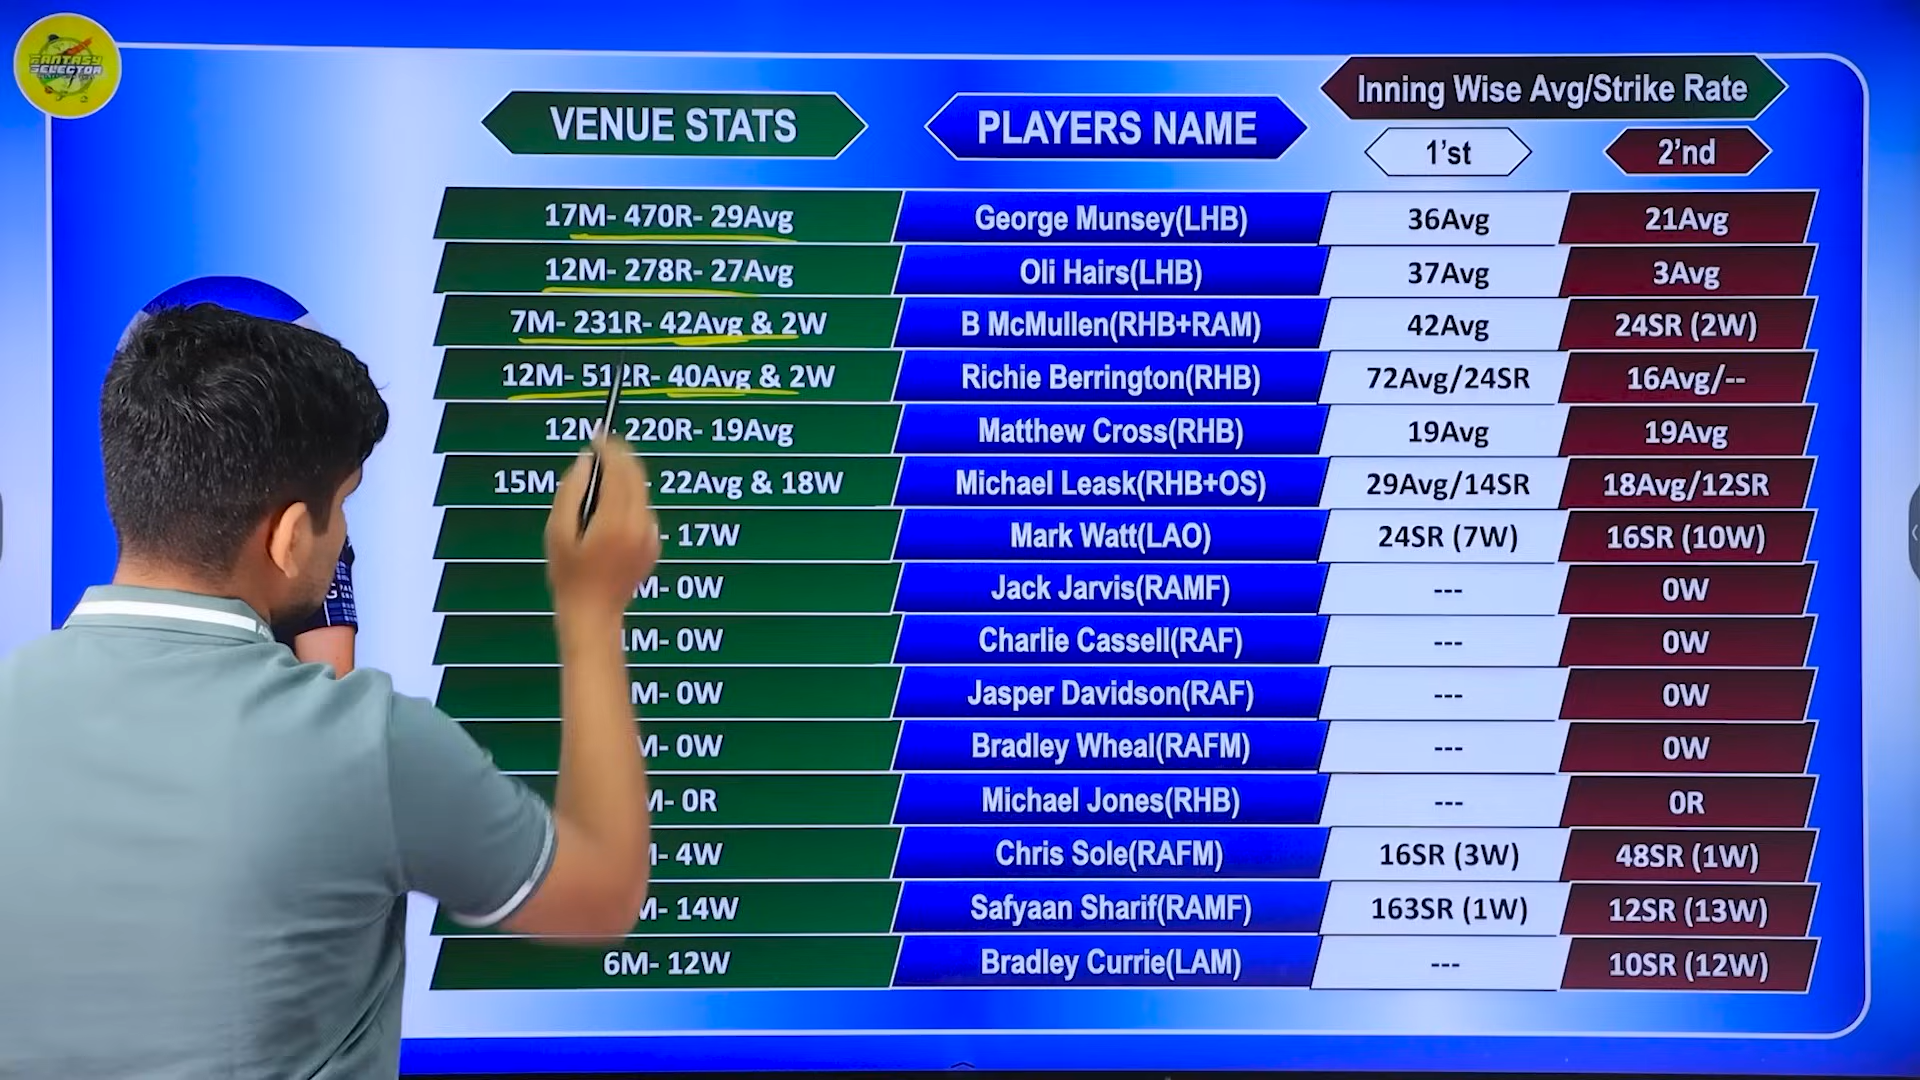 FANTASY
SELECTOR
VENUE STATS
PLAYERS NAME
Inning Wise Avg/Strike Rate
1'st
2'nd
17M- 470R- 29Avg George Munsey(LHB) 36Avg 21Avg
12M- 278R- 27Avg Oli Hairs(LHB) 37Avg 3Avg
7M- 231R- 42Avg & 2W B McMullen(RHB+RAM) 42Avg 24SR (2W)
12M- 512R- 40Avg & 2W Richie Berrington(RHB) 72Avg/24SR 16Avg/--
12M- 220R- 19Avg Matthew Cross(RHB) 19Avg 19Avg
15M- 22Avg & 18W Michael Leask(RHB+OS) 29Avg/14SR 18Avg/12SR
- 17W Mark Watt(LAO) 24SR (7W) 16SR (10W)
M- 0W Jack Jarvis(RAMF) --- 0W
1M- 0W Charlie Cassell(RAF) --- 0W
M- 0W Jasper Davidson(RAF) --- 0W
M- 0W Bradley Wheal(RAFM) --- 0W
M- 0R Michael Jones(RHB) --- 0R
- 4W Chris Sole(RAFM) 16SR (3W) 48SR (1W)
M- 14W Safyaan Sharif(RAMF) 163SR (1W) 12SR (13W)
6M- 12W Bradley Currie(LAM) --- 10SR (12W)